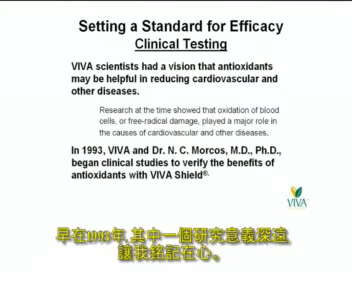 Setting a Standard for Efficacy
Clinical Testing
VIVA scientists had a vision that antioxidants
may be helpful in reducing cardiovascular and
other diseases.
Research at the time showed that oxidation of blood
cells, or free-radical damage, played a major role in
the causes of cardiovascular and other diseases.
In 1993, VIVA and Dr. N. C. Morcos, M.D., Ph.D.,
began clinical studies to verify the benefits of
antioxidants with VIVA Shield®.
VIVA
早在1993年,其中一個研究意義深遠,
讓我銘記在心。